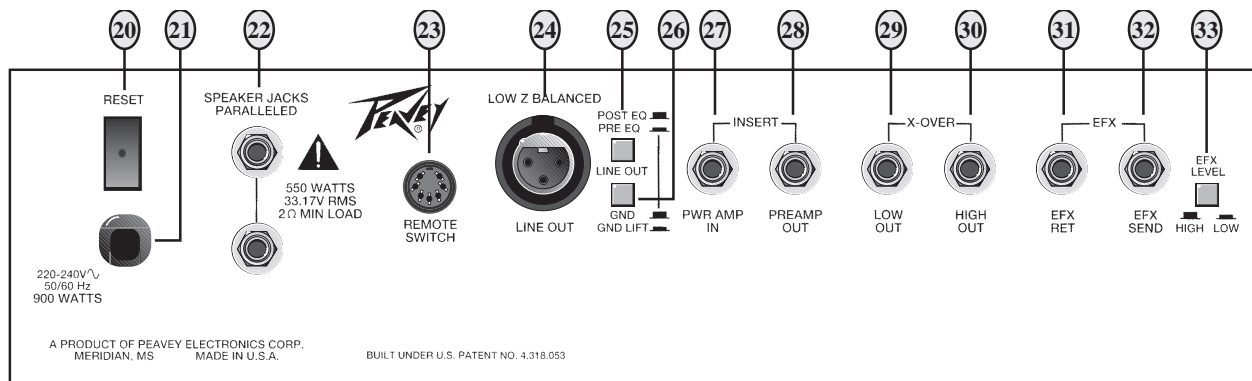 20 21 22 23 24 25 26 27 28 29 30 31 32 33
RESET
220-240V
50/60 Hz
900 WATTS
SPEAKER JACKS
PARALLELED
550 WATTS
33.17V RMS
2Ω MIN LOAD
PEAVEY®
REMOTE
SWITCH
LOW Z BALANCED
LINE OUT
POST EQ
PRE EQ
LINE OUT
GND
GND LIFT
INSERT
PWR AMP
IN
PREAMP
OUT
X-OVER
LOW
OUT
HIGH
OUT
EFX
EFX
RET
EFX
SEND
EFX
LEVEL
HIGH LOW
A PRODUCT OF PEAVEY ELECTRONICS CORP.
MERIDIAN, MS MADE IN U.S.A.
BUILT UNDER U.S. PATENT NO. 4.318.053